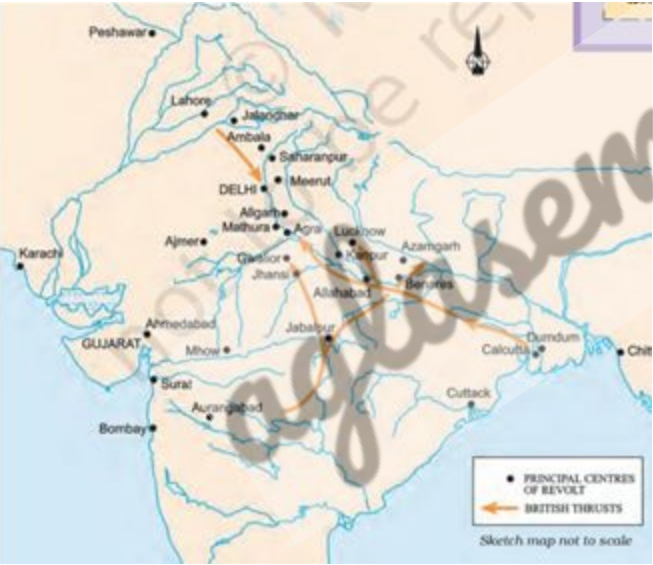 Peshawar
N
Lahore
Jalandhar
Ambala
Saharanpur
DELHI
Meerut
Aligarh
Mathura
Agra
Ajmer
Lucknow
Gwalior
Kanpur
Azamgarh
Karachi
Jhansi
Allahabad
Benares
Ahmedabad
GUJARAT
Jabalpur
Dumdum
Calcutta
Mhow
Chitt
Surat
Aurangabad
Cuttack
Bombay
PRINCIPAL CENTRES
OF REVOLT
BRITISH THRUSTS
Sketch map not to scale
aglasem